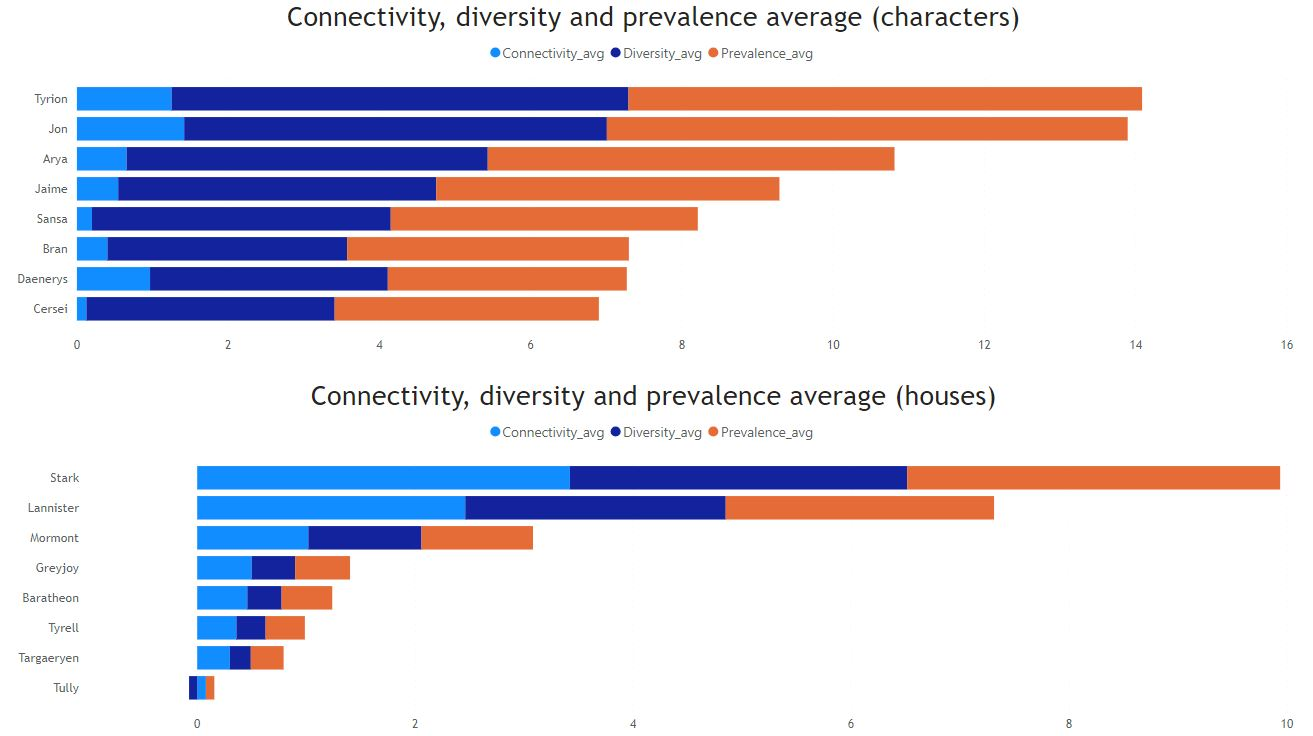 Connectivity, diversity and prevalence average (characters)
Connectivity_avg Diversity_avg Prevalence_avg
Tyrion
Jon
Arya
Jaime
Sansa
Bran
Daenerys
Cersei
0 2 4 6 8 10 12 14 16
Connectivity, diversity and prevalence average (houses)
Connectivity_avg Diversity_avg Prevalence_avg
Stark
Lannister
Mormont
Greyjoy
Baratheon
Tyrell
Targaeryen
Tully
0 2 4 6 8 10